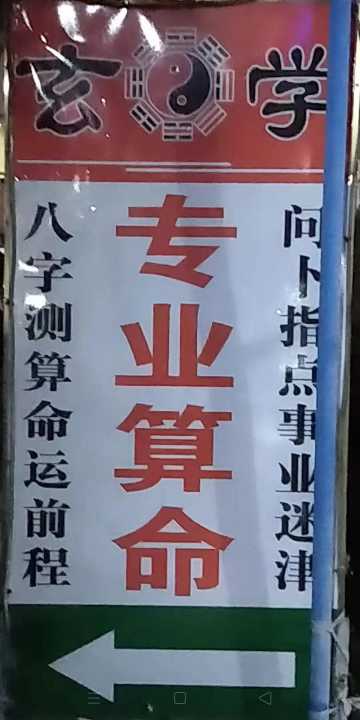 玄学
问卜指点事业迷津
专业算命
八字测算命运前程